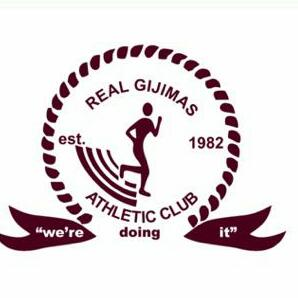 REAL GIJIMAS
est. 1982
ATHLETIC CLUB
"we're doing it"